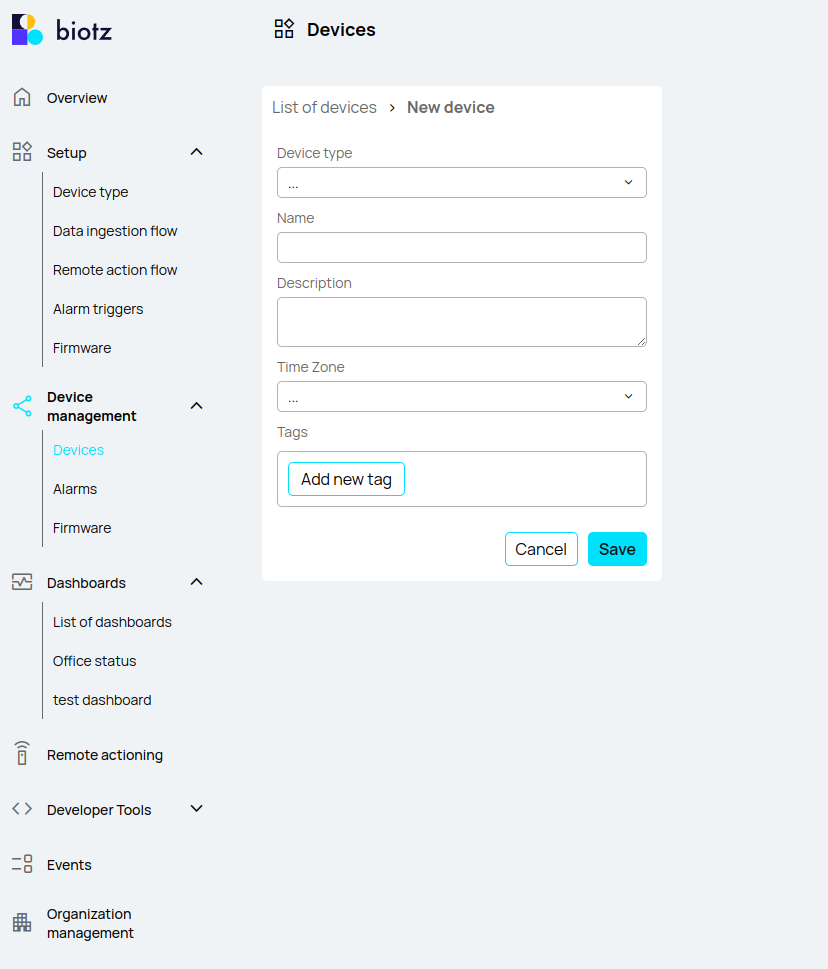 biotz
Overview
Setup
Device type
Data ingestion flow
Remote action flow
Alarm triggers
Firmware
Device
management
Devices
Alarms
Firmware
Dashboards
List of dashboards
Office status
test dashboard
Remote actioning
Developer Tools
Events
Organization
management
Devices
List of devices › New device
Device type
...
Name
Description
Time Zone
...
Tags
Add new tag
Cancel Save